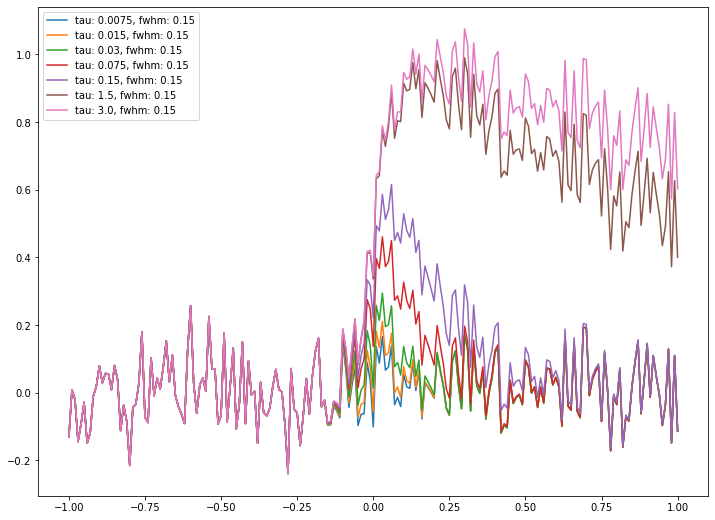 tau: 0.0075, fwhm: 0.15
tau: 0.015, fwhm: 0.15
tau: 0.03, fwhm: 0.15
tau: 0.075, fwhm: 0.15
tau: 0.15, fwhm: 0.15
tau: 1.5, fwhm: 0.15
tau: 3.0, fwhm: 0.15
1.0
0.8
0.6
0.4
0.2
0.0
−0.2
−1.00 −0.75 −0.50 −0.25 0.00 0.25 0.50 0.75 1.00